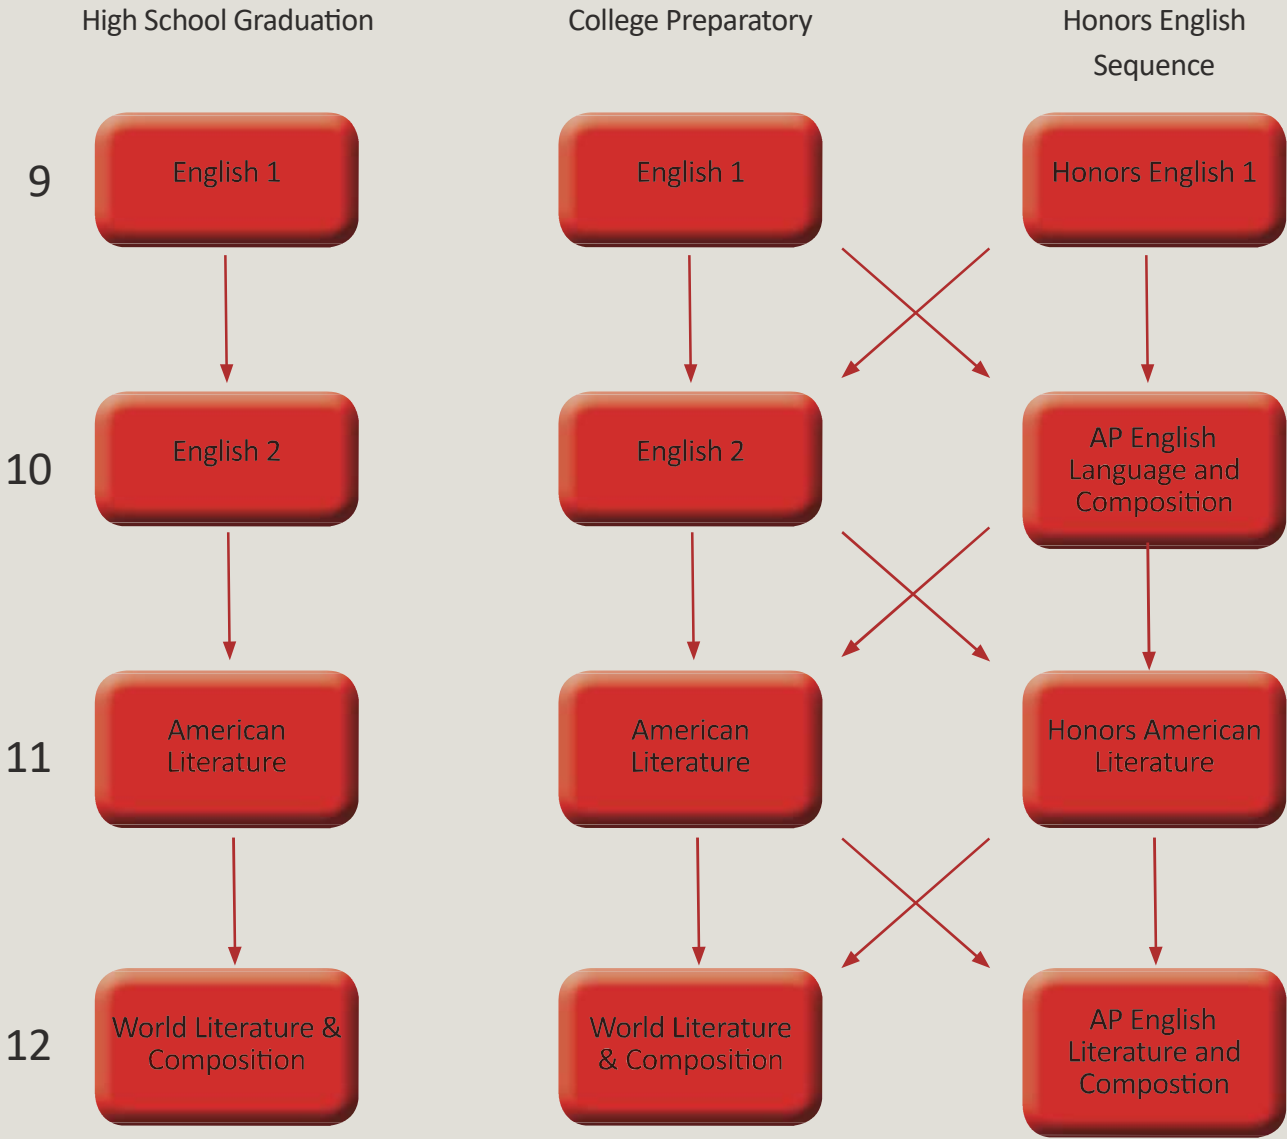 High School Graduation
College Preparatory
Honors English
Sequence
9
English 1
English 1
Honors English 1
10
English 2
English 2
AP English
Language and
Composition
11
American
Literature
American
Literature
Honors American
Literature
12
World Literature &
Composition
World Literature
& Composition
AP English
Literature and
Compostion